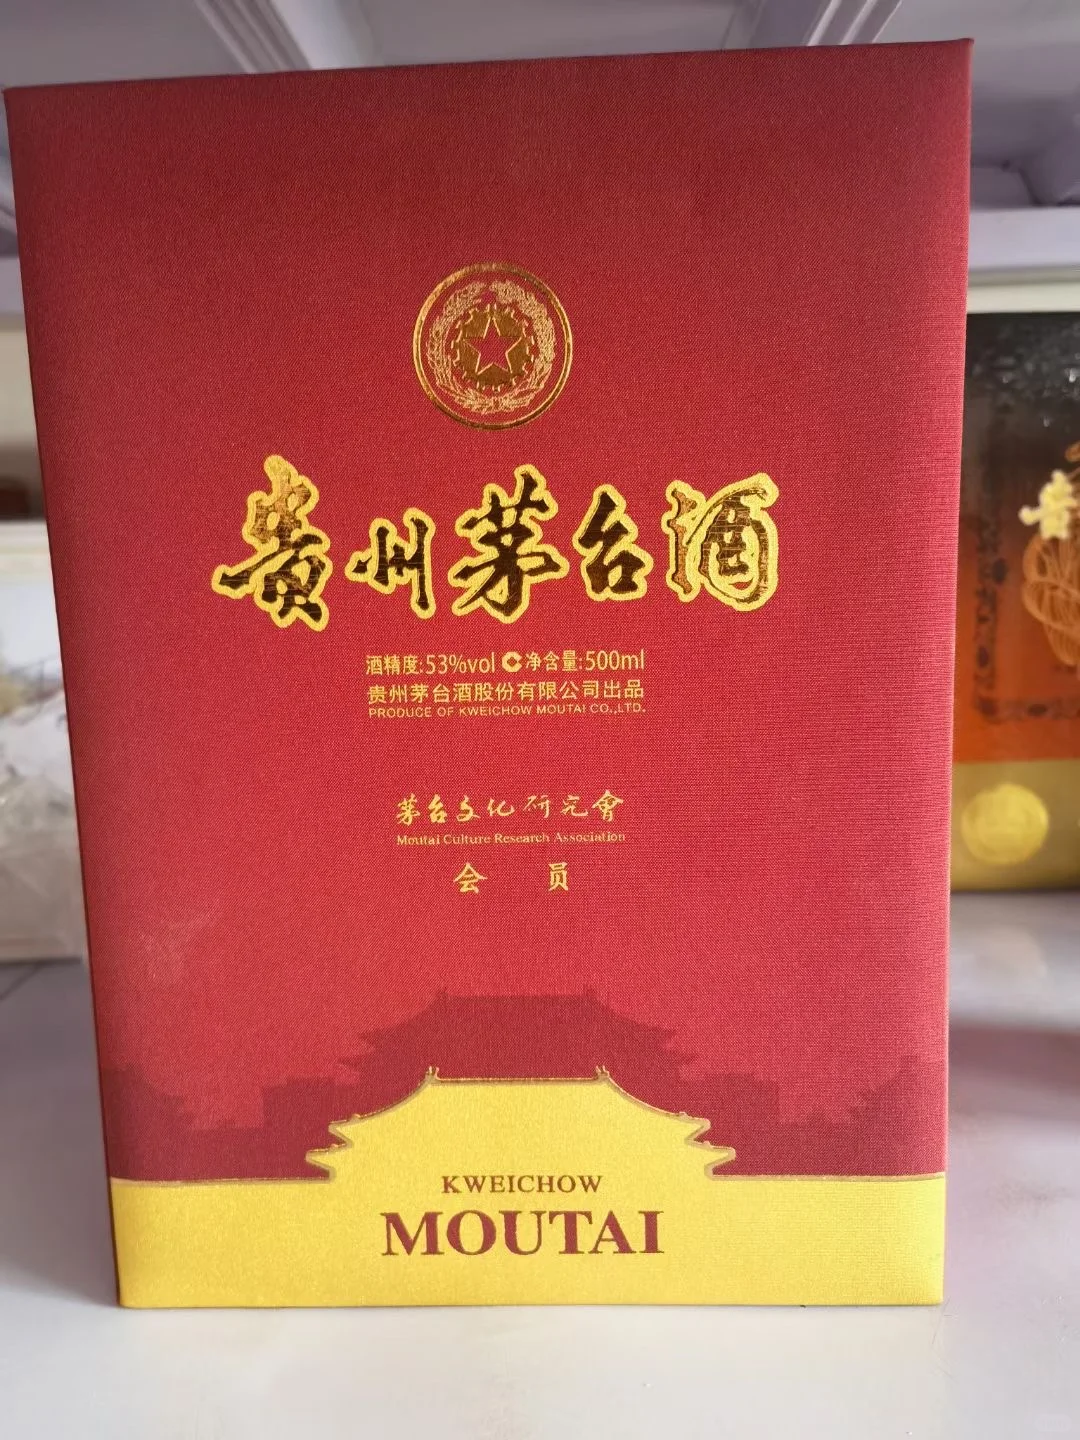 贵州茅台酒
酒精度:53%vol 净含量:500ml
贵州茅台酒股份有限公司出品
PRODUCE OF KWEICHOW MOUTAI CO.,LTD.
茅台文化研究會
Moutai Culture Research Association
会员
KWEICHOW
MOUTAI
贵